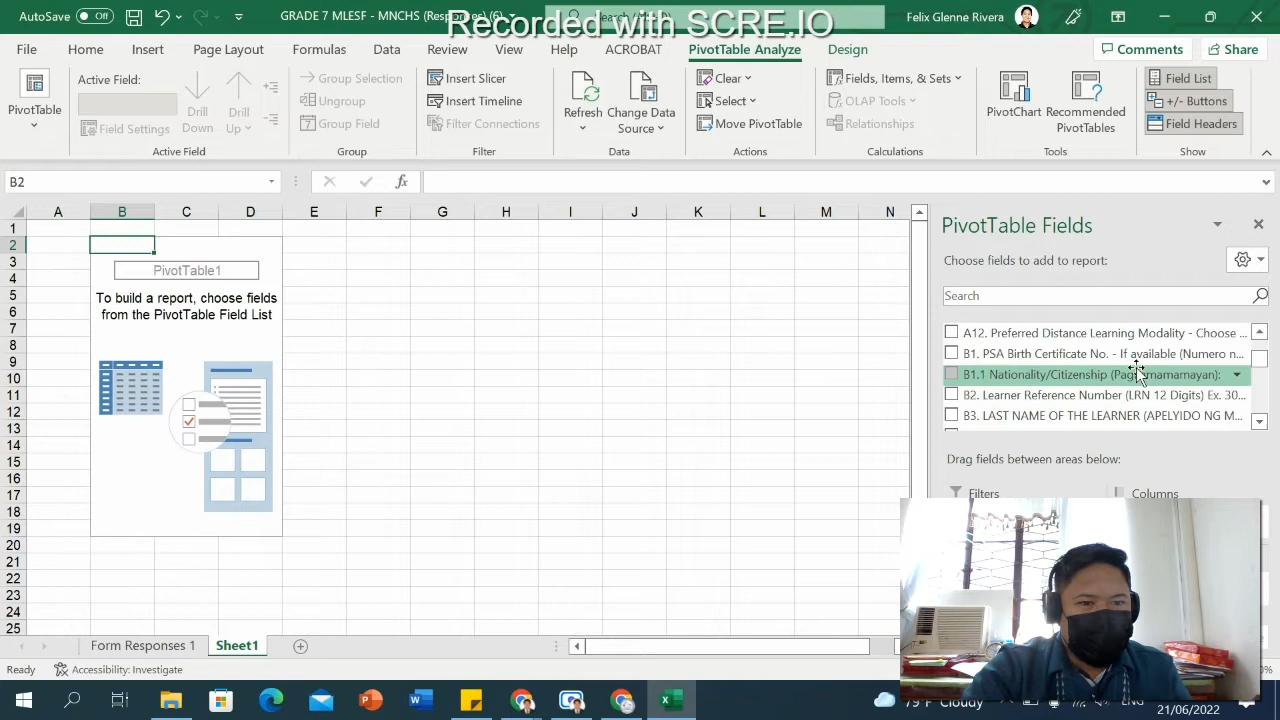 AutoSave Off GRADE 7 MLESF - MNCHS (Responses) (6) Felix Glenne Rivera
Recorded with SCRE.IO
File Home Insert Page Layout Formulas Data Review View Help ACROBAT PivotTable Analyze Design Comments Share
PivotTable
Active Field:
Field Settings
Drill Down
Drill Up
Active Field
Group Selection
Ungroup
Group Field
Group
Insert Slicer
Insert Timeline
Filter Connections
Filter
Refresh
Change Data Source
Data
Clear
Select
Move PivotTable
Actions
Fields, Items, & Sets
OLAP Tools
Relationships
Calculations
PivotChart
Recommended PivotTables
Tools
Field List
+/- Buttons
Field Headers
Show
B2 fx
A B C D E F G H I J K L M N
1
2
3
4
5
6
7
8
9
10
11
12
13
14
15
16
17
18
19
20
21
22
23
24
25
PivotTable1
To build a report, choose fields
from the PivotTable Field List
PivotTable Fields
Choose fields to add to report:
Search
A12. Preferred Distance Learning Modality - Choose ...
B1. PSA Birth Certificate No. - If available (Numero n...
B1.1 Nationality/Citizenship (Pagkamamamayan):
B2. Learner Reference Number (LRN 12 Digits) Ex. 30...
B3. LAST NAME OF THE LEARNER (APELYIDO NG M...
Drag fields between areas below:
Filters Columns
Form Responses 1 Sheet1
Ready Accessibility: Investigate
79°F Cloudy ENG
21/06/2022